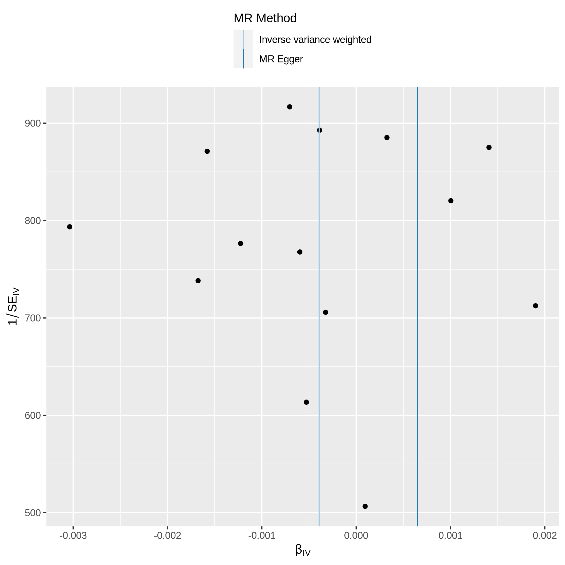 MR Method
Inverse variance weighted
MR Egger
900
800
700
600
500
1/SEIV
-0.003 -0.002 -0.001 0.000 0.001 0.002
βIV